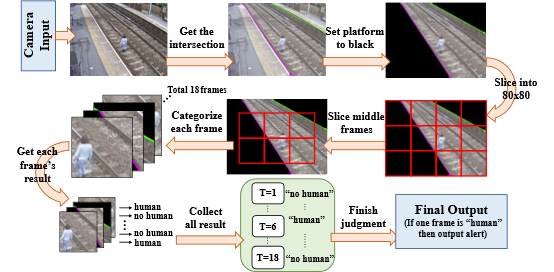 Camera
Input
Get the
intersection
Set platform
to black
Slice into
80x80
Slice middle
frames
Categorize
each frame
Total 18 frames
Get each
frame's
result
human
no human
no human
human
Collect
all result
T=1 "no human"
T=6 "human"
T=18 "no human"
Finish
judgment
Final Output
(If one frame is "human"
then output alert)